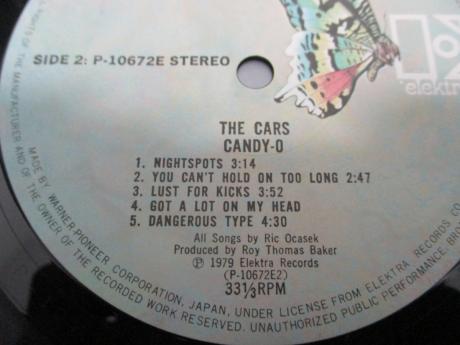 SIDE 2: P-10672E STEREO
elektra
THE CARS
CANDY-O
1. NIGHTSPOTS 3:14
2. YOU CAN'T HOLD ON TOO LONG 2:47
3. LUST FOR KICKS 3:52
4. GOT A LOT ON MY HEAD
5. DANGEROUS TYPE 4:30
All Songs by Ric Ocasek
Produced by Roy Thomas Baker
℗ 1979 Elektra Records
(P-10672E2)
33⅓RPM
MADE BY WARNER-PIONEER CORPORATION, JAPAN, UNDER LICENSE FROM ELEKTRA RECORDS CO.
OF THE MANUFACTURER AND OF THE OWNER OF THE RECORDED WORK RESERVED. UNAUTHORIZED PUBLIC PERFORMANCE